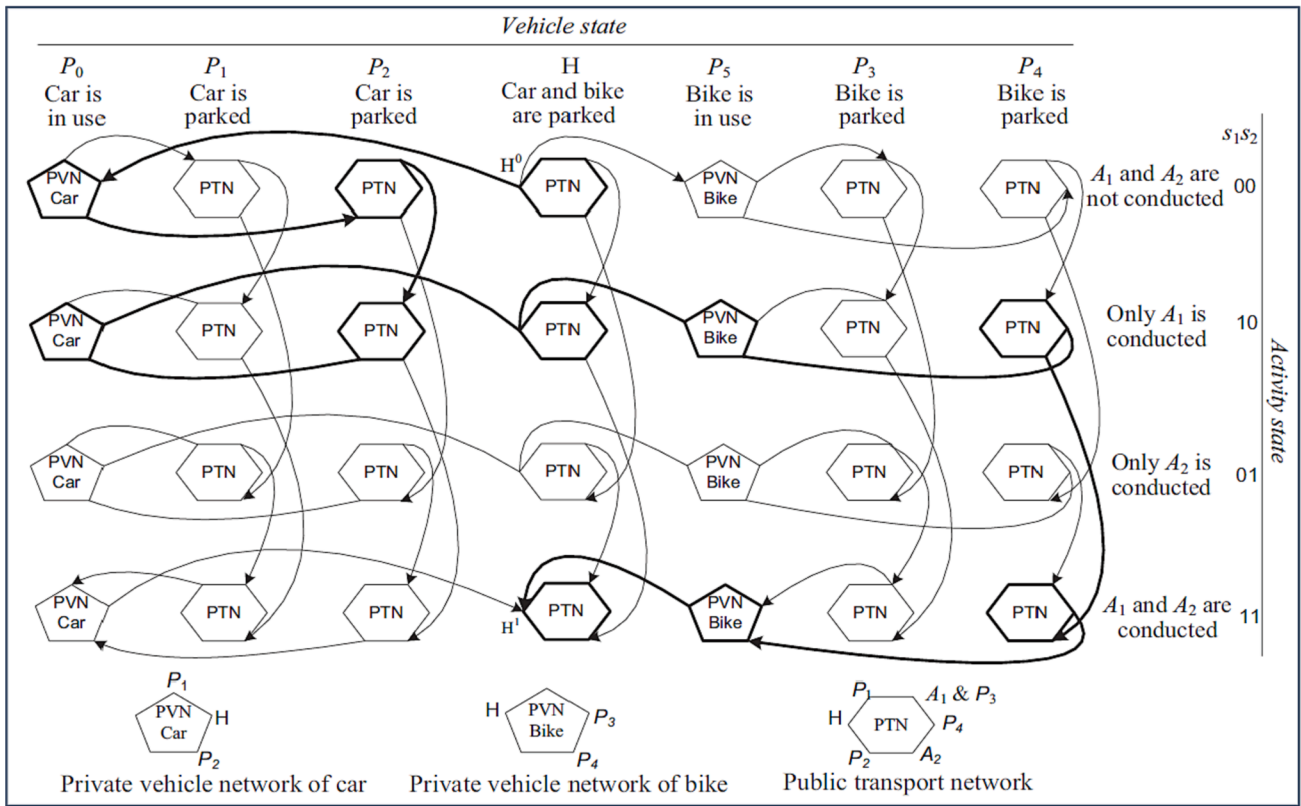 Vehicle state
P0 P1 P2 H P5 P3 P4
Car is Car is Car is Car and bike Bike is Bike is Bike is
in use parked parked are parked in use parked parked
s1s2
H0
PVN Car PTN PTN PTN PVN Bike PTN PTN
A1 and A2 are
not conducted
00
PVN Car PTN PTN PTN PVN Bike PTN PTN
Only A1 is
conducted
10
Activity state
PVN Car PTN PTN PTN PVN Bike PTN PTN
Only A2 is
conducted
01
PVN Car PTN PTN PTN PVN Bike PTN PTN
H1
A1 and A2 are
conducted
11
P1
PVN
Car
H
P2
Private vehicle network of car
H
PVN
Bike
P3
P4
Private vehicle network of bike
P1
A1 & P3
H
PTN
P4
P2
A2
Public transport network